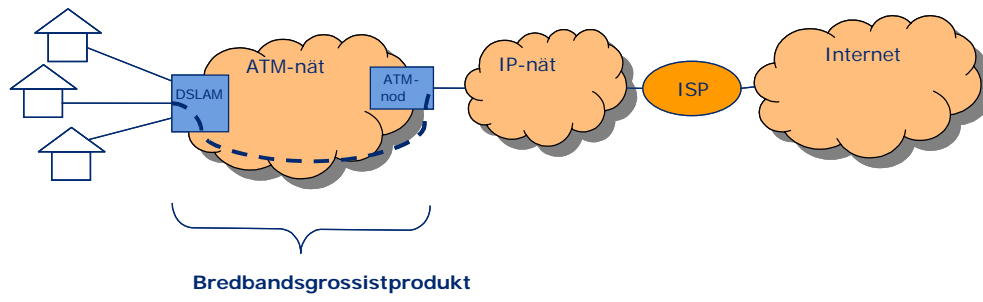 ATM-nät
IP-nät
Internet
DSLAM
ATM-
nod
ISP
Bredbandsgrossistprodukt